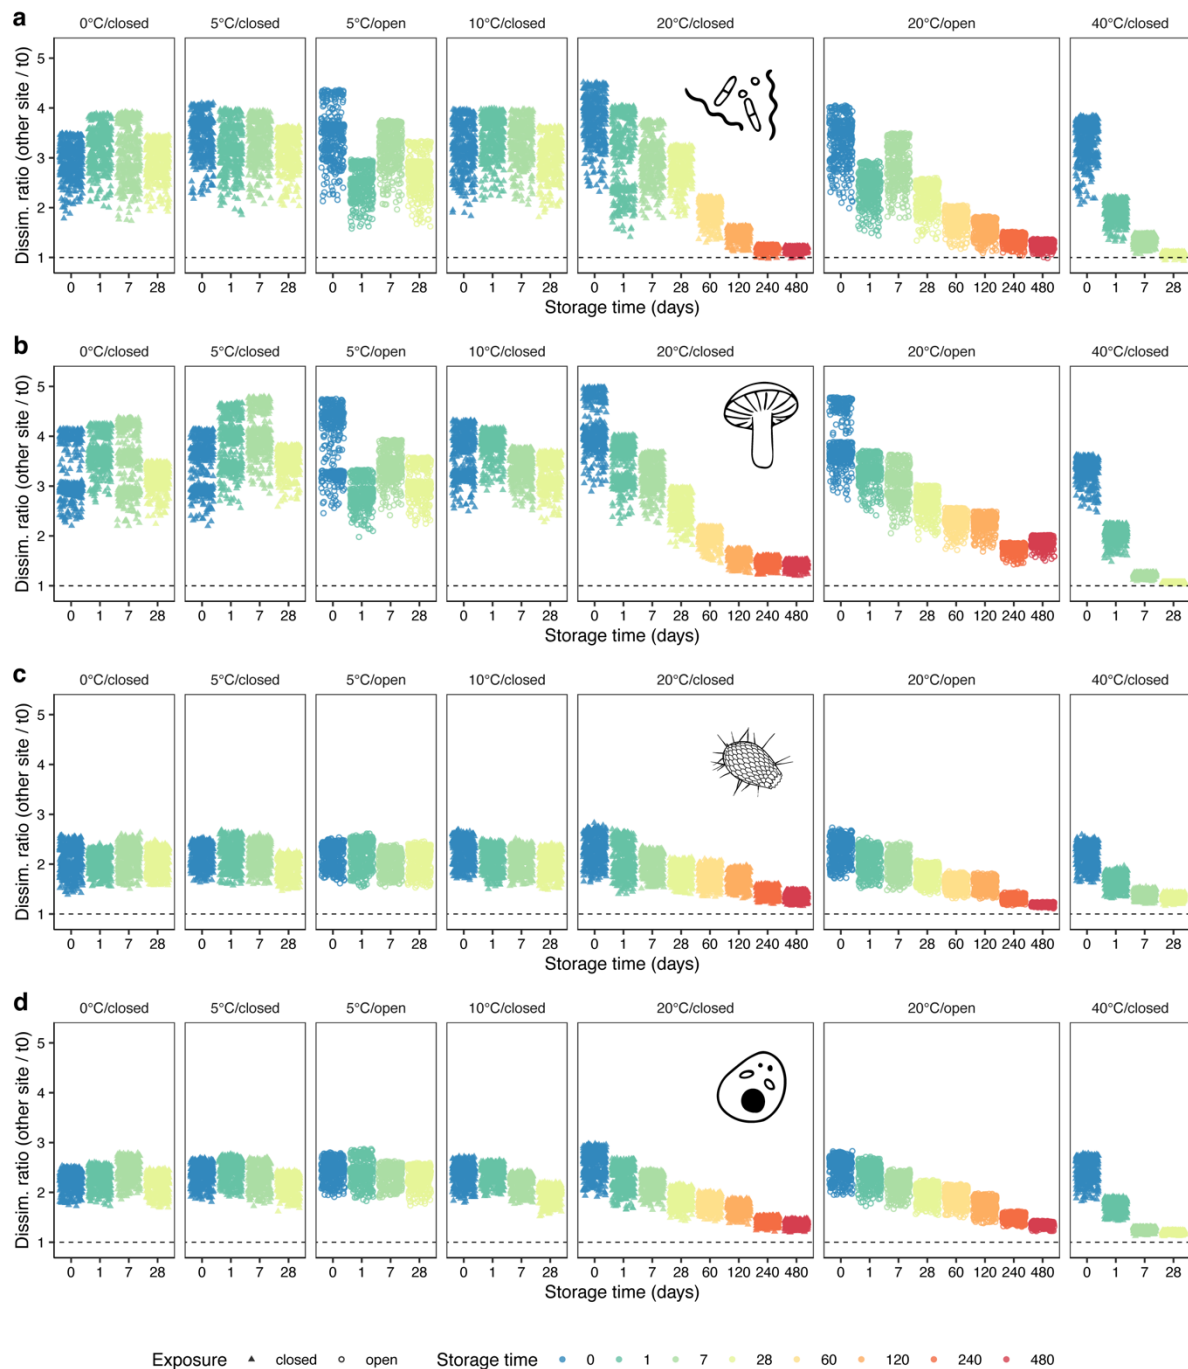 a
0°C/closed 5°C/closed 5°C/open 10°C/closed 20°C/closed 20°C/open 40°C/closed
Dissim. ratio (other site / t0)
5
4
3
2
1
0 1 7 28 0 1 7 28 0 1 7 28 0 1 7 28 0 1 7 28 60 120 240 480 0 1 7 28 60 120 240 480 0 1 7 28
Storage time (days)
b
0°C/closed 5°C/closed 5°C/open 10°C/closed 20°C/closed 20°C/open 40°C/closed
Dissim. ratio (other site / t0)
5
4
3
2
1
0 1 7 28 0 1 7 28 0 1 7 28 0 1 7 28 0 1 7 28 60 120 240 480 0 1 7 28 60 120 240 480 0 1 7 28
Storage time (days)
c
0°C/closed 5°C/closed 5°C/open 10°C/closed 20°C/closed 20°C/open 40°C/closed
Dissim. ratio (other site / t0)
5
4
3
2
1
0 1 7 28 0 1 7 28 0 1 7 28 0 1 7 28 0 1 7 28 60 120 240 480 0 1 7 28 60 120 240 480 0 1 7 28
Storage time (days)
d
0°C/closed 5°C/closed 5°C/open 10°C/closed 20°C/closed 20°C/open 40°C/closed
Dissim. ratio (other site / t0)
5
4
3
2
1
0 1 7 28 0 1 7 28 0 1 7 28 0 1 7 28 0 1 7 28 60 120 240 480 0 1 7 28 60 120 240 480 0 1 7 28
Storage time (days)
Exposure closed open Storage time 0 1 7 28 60 120 240 480